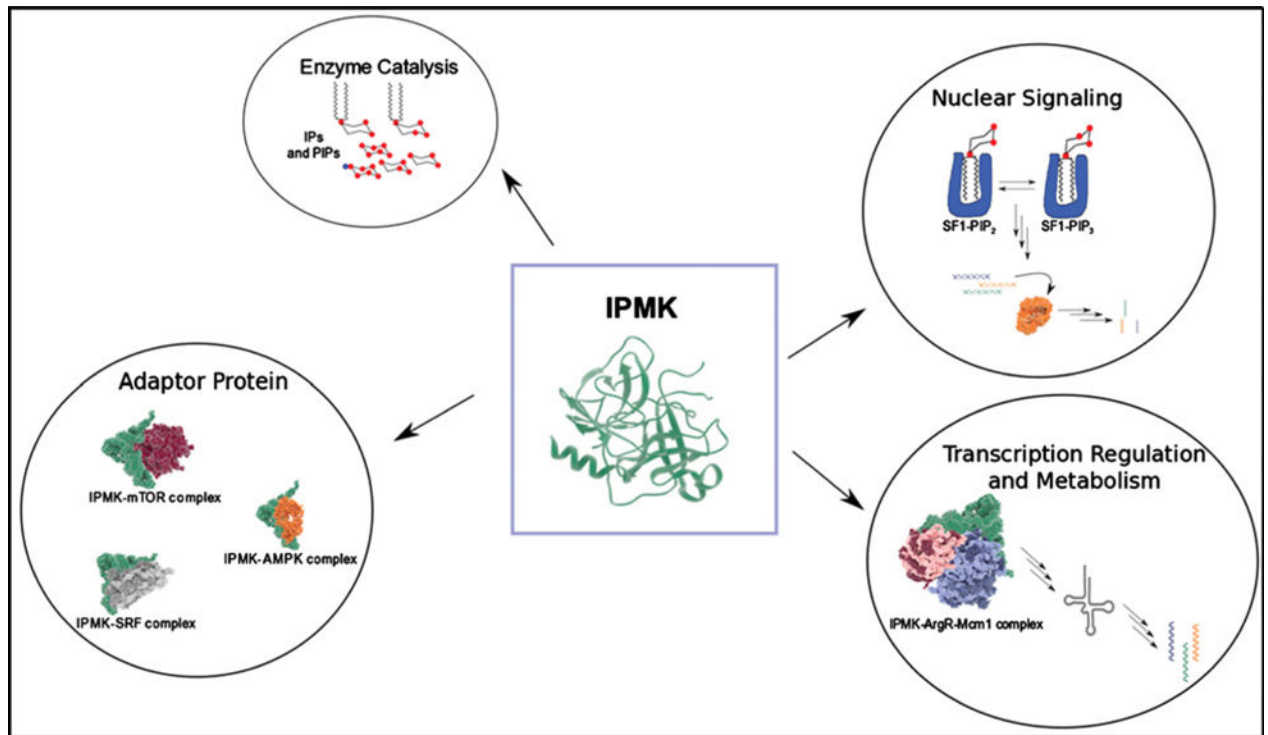 Enzyme Catalysis
IPs
and PIPs
Nuclear Signaling
SF1-PIP₂
SF1-PIP₃
IPMK
Adaptor Protein
IPMK-mTOR complex
IPMK-AMPK complex
IPMK-SRF complex
Transcription Regulation
and Metabolism
IPMK-ArgR-Mcm1 complex